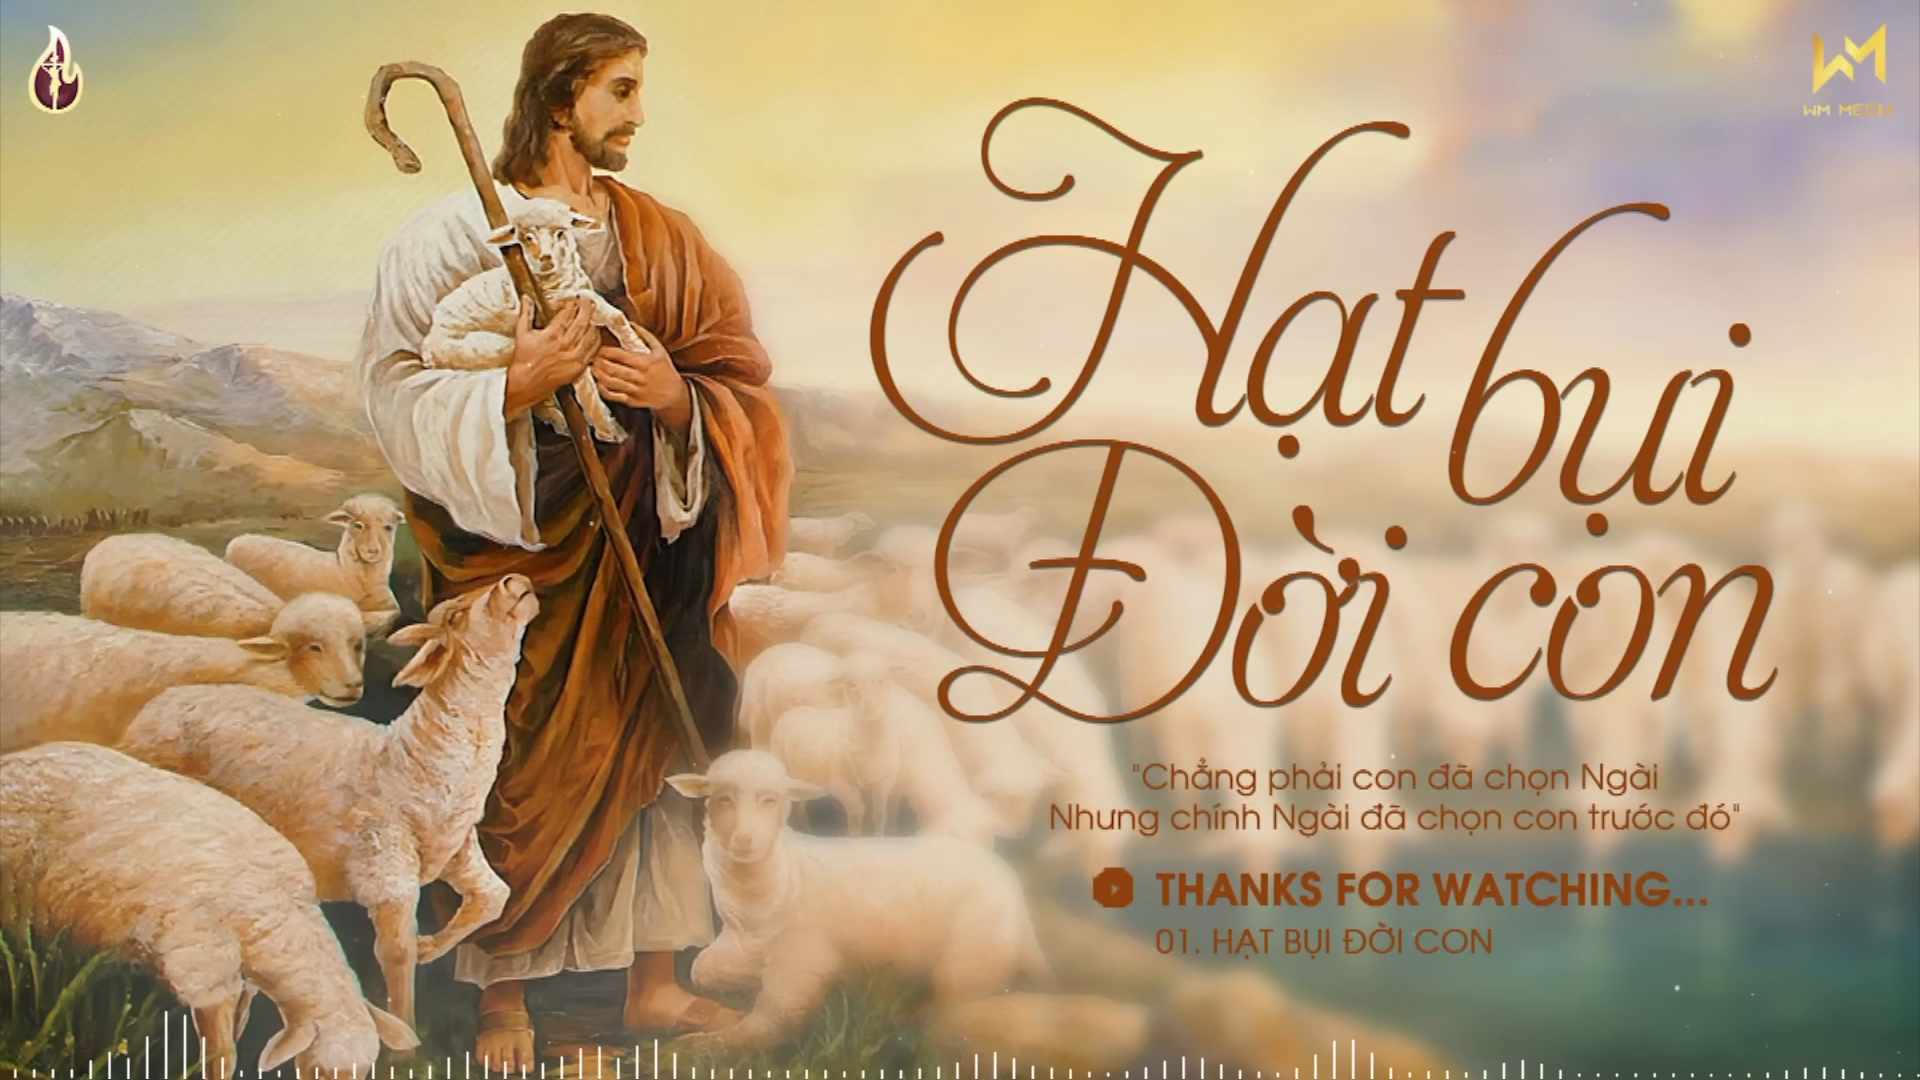 WM MEDIA
Hạt bụi
Đời con
"Chẳng phải con đã chọn Ngài
Nhưng chính Ngài đã chọn con trước đó"
THANKS FOR WATCHING...
01. HẠT BỤI ĐỜI CON